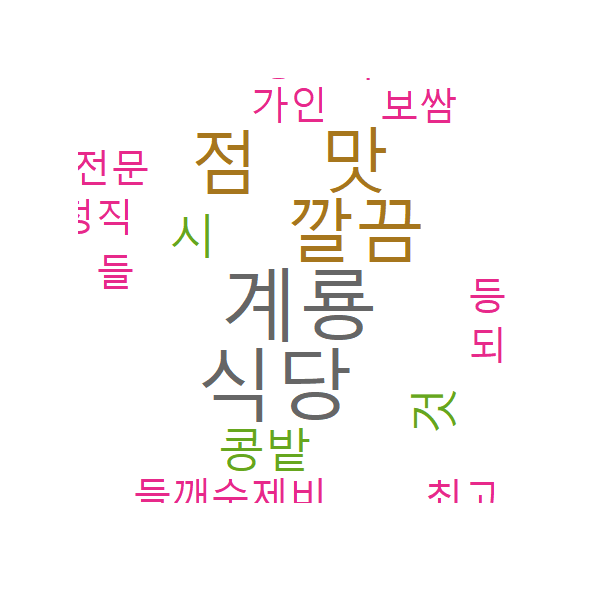 가인 보쌈
전문 점 맛
정직 시 깔끔
들 계룡 등
식당 되
것
콩밭
들깨수제비 최고